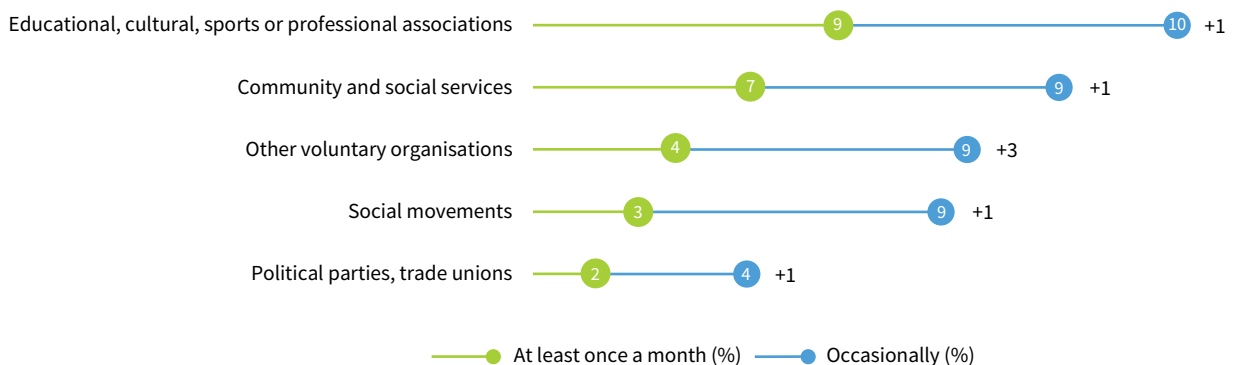 Educational, cultural, sports or professional associations 9 10 +1
Community and social services 7 9 +1
Other voluntary organisations 4 9 +3
Social movements 3 9 +1
Political parties, trade unions 2 4 +1
At least once a month (%) Occasionally (%)